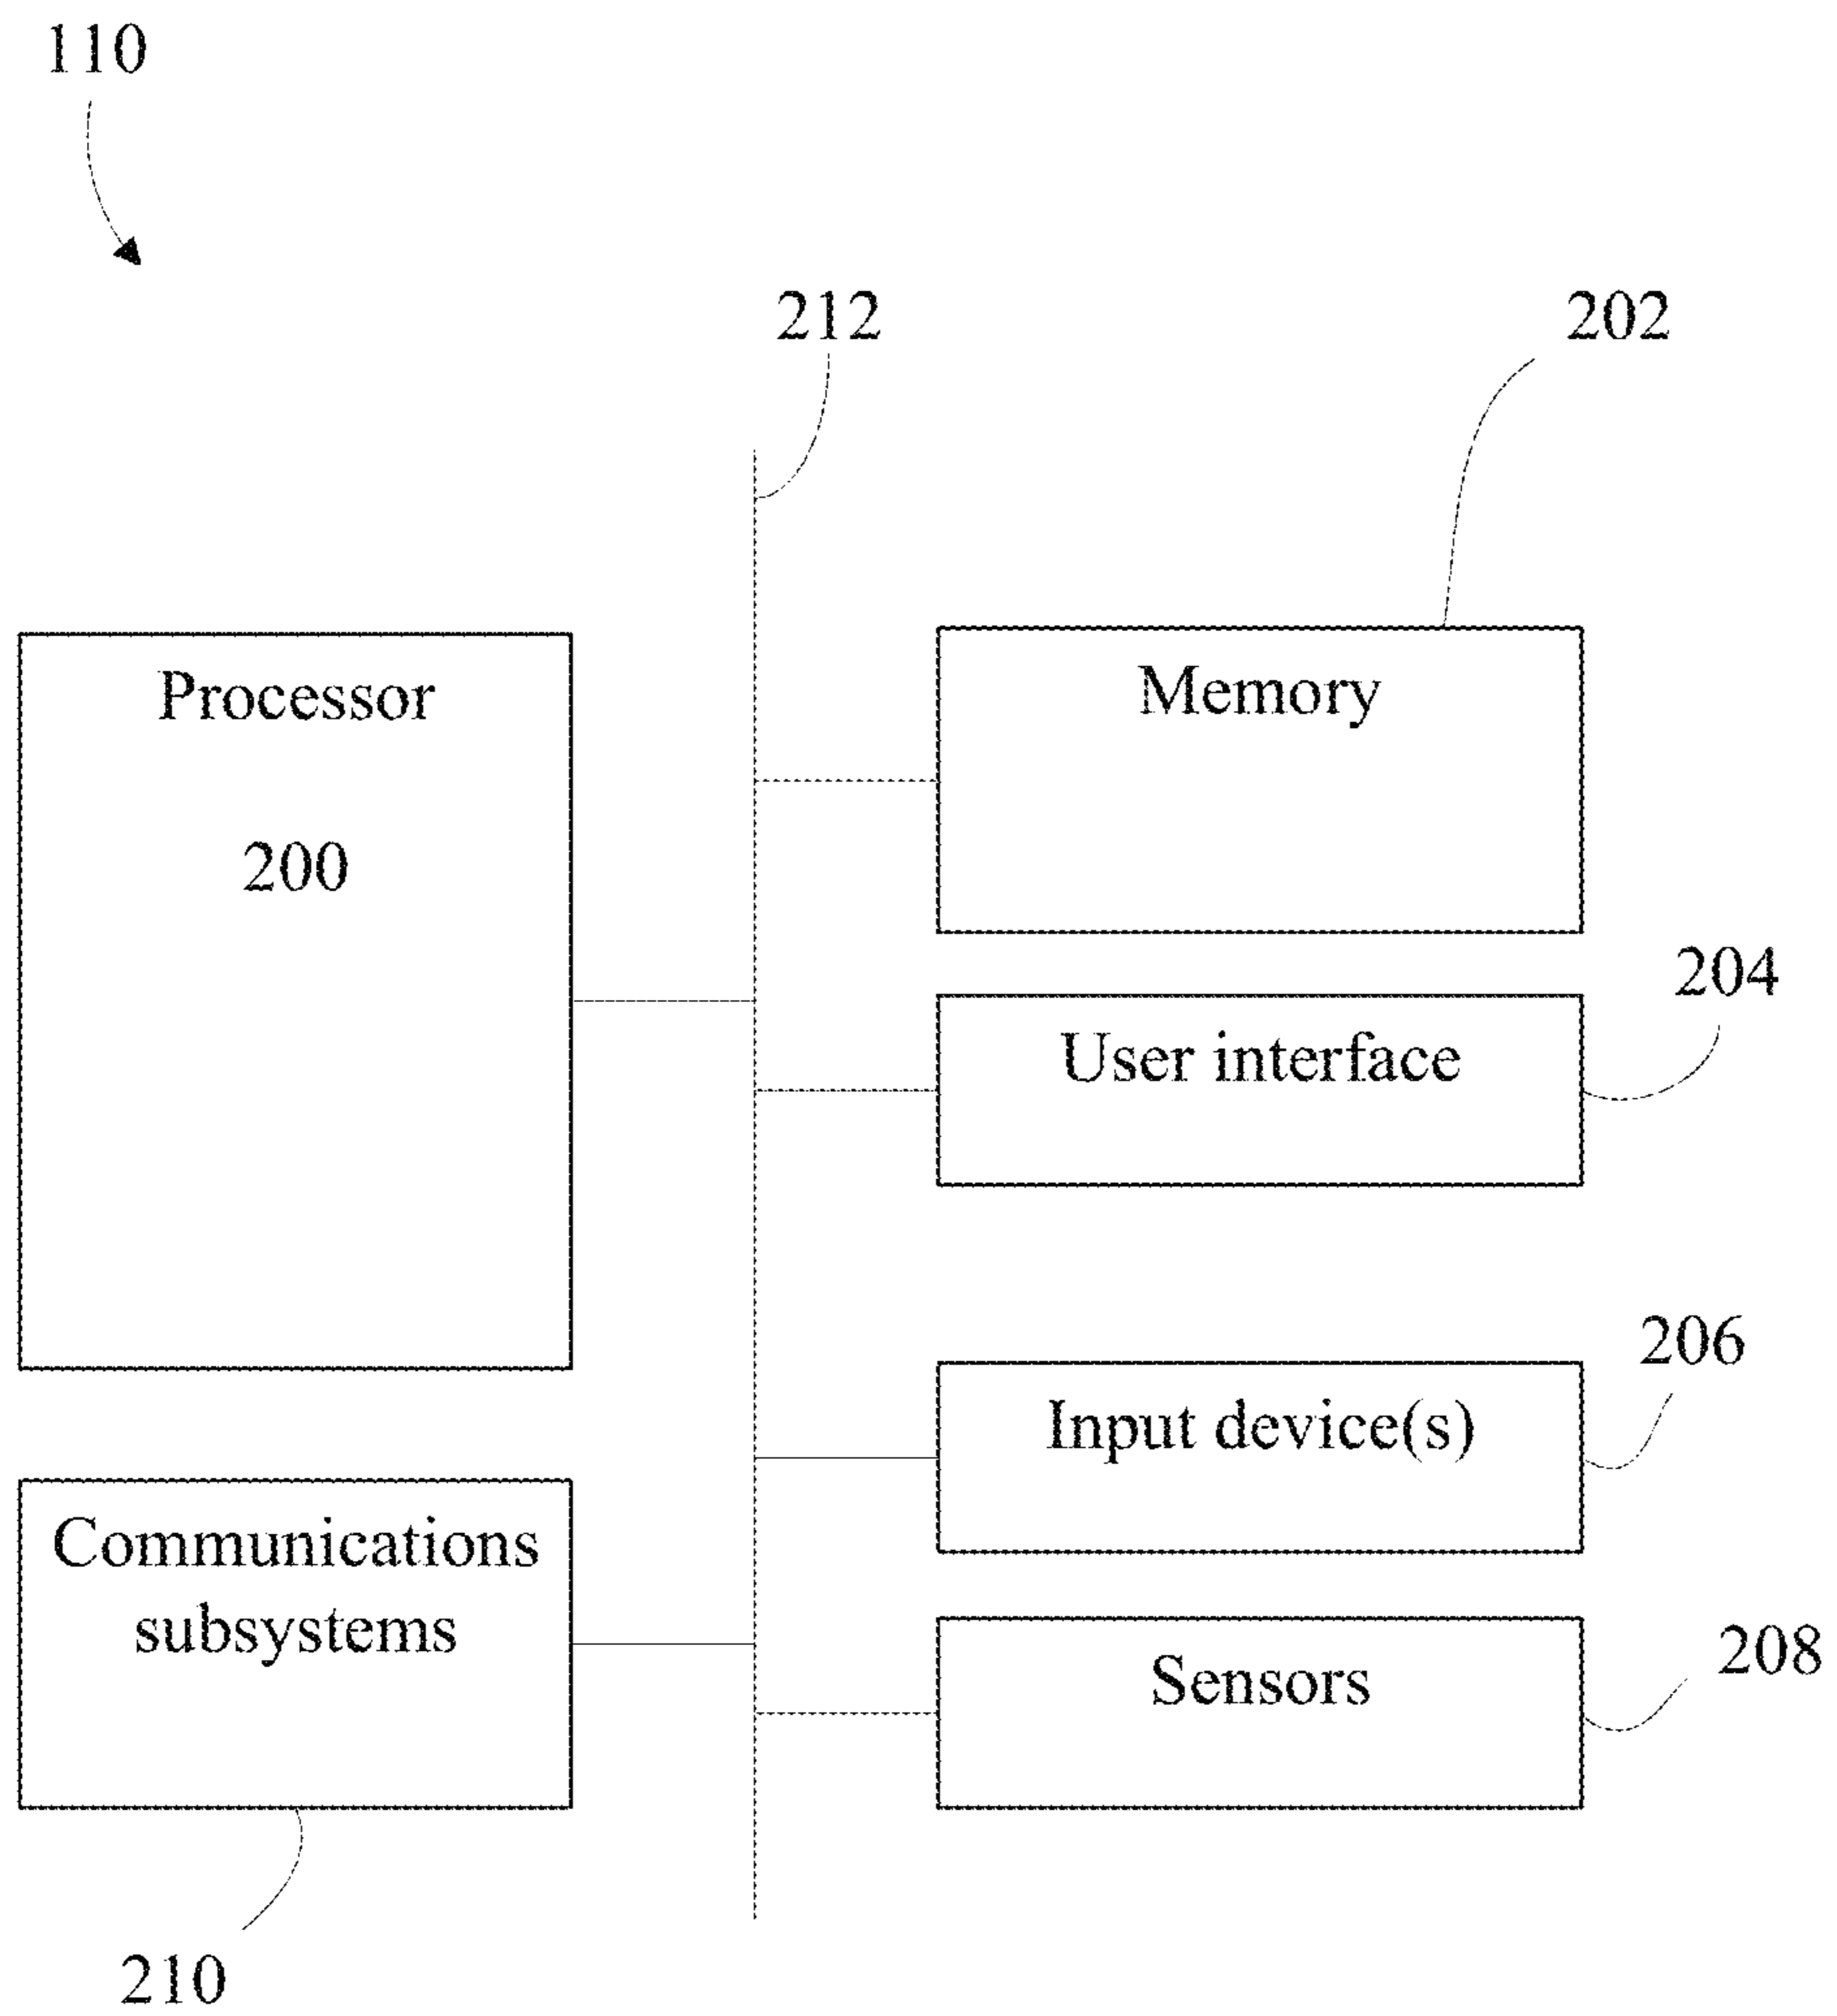 110
212
202
Processor
200
Memory
204
User interface
206
Input device(s)
Communications
subsystems
208
Sensors
210